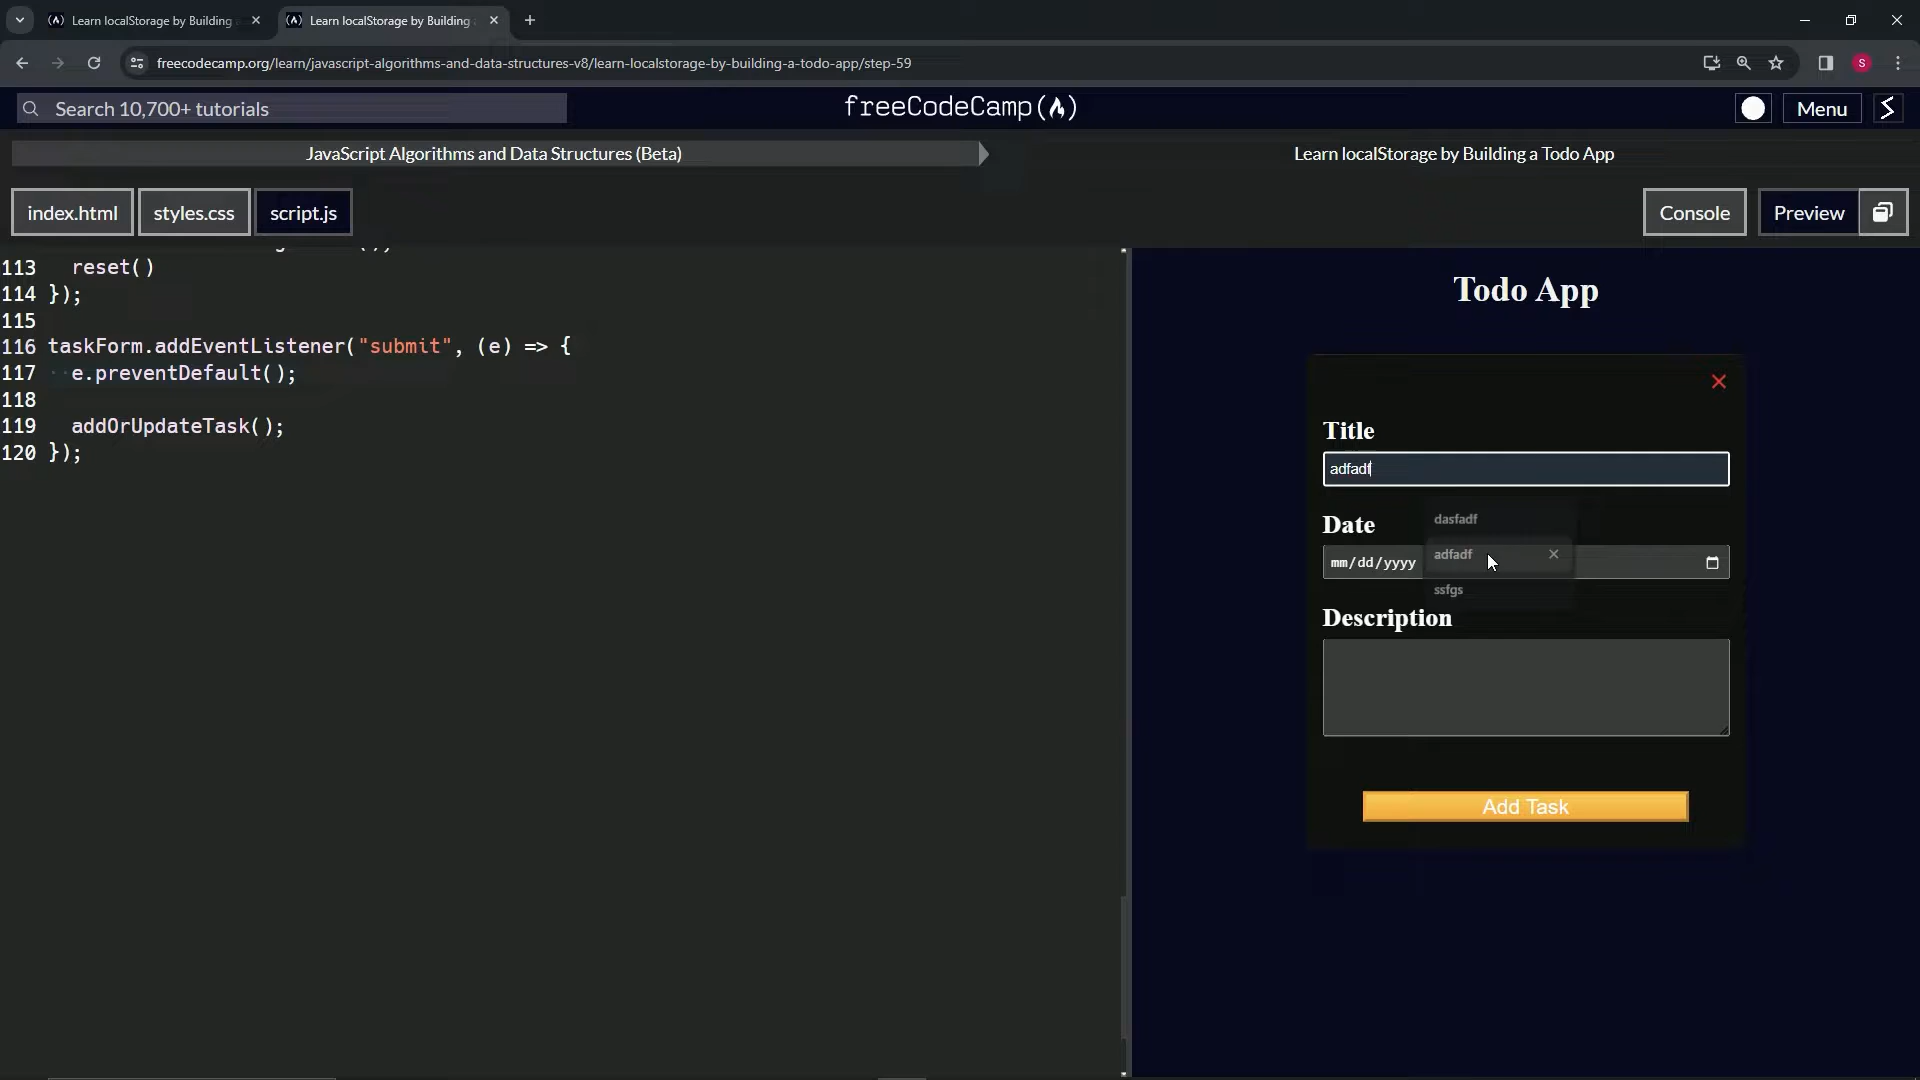 Learn localStorage by Building
Learn localStorage by Building
freecodecamp.org/learn/javascript-algorithms-and-data-structures-v8/learn-localstorage-by-building-a-todo-app/step-59
S
Search 10,700+ tutorials
freeCodeCamp
Menu
JavaScript Algorithms and Data Structures (Beta)
Learn localStorage by Building a Todo App
index.html
styles.css
script.js
Console
Preview
113 reset()
114 });
115
116 taskForm.addEventListener("submit", (e) => {
117 e.preventDefault();
118
119 addOrUpdateTask();
120 });
Todo App
Title
adfadf
Date
mm/dd/yyyy
dasfadf
adfadf
ssfgs
Description
Add Task